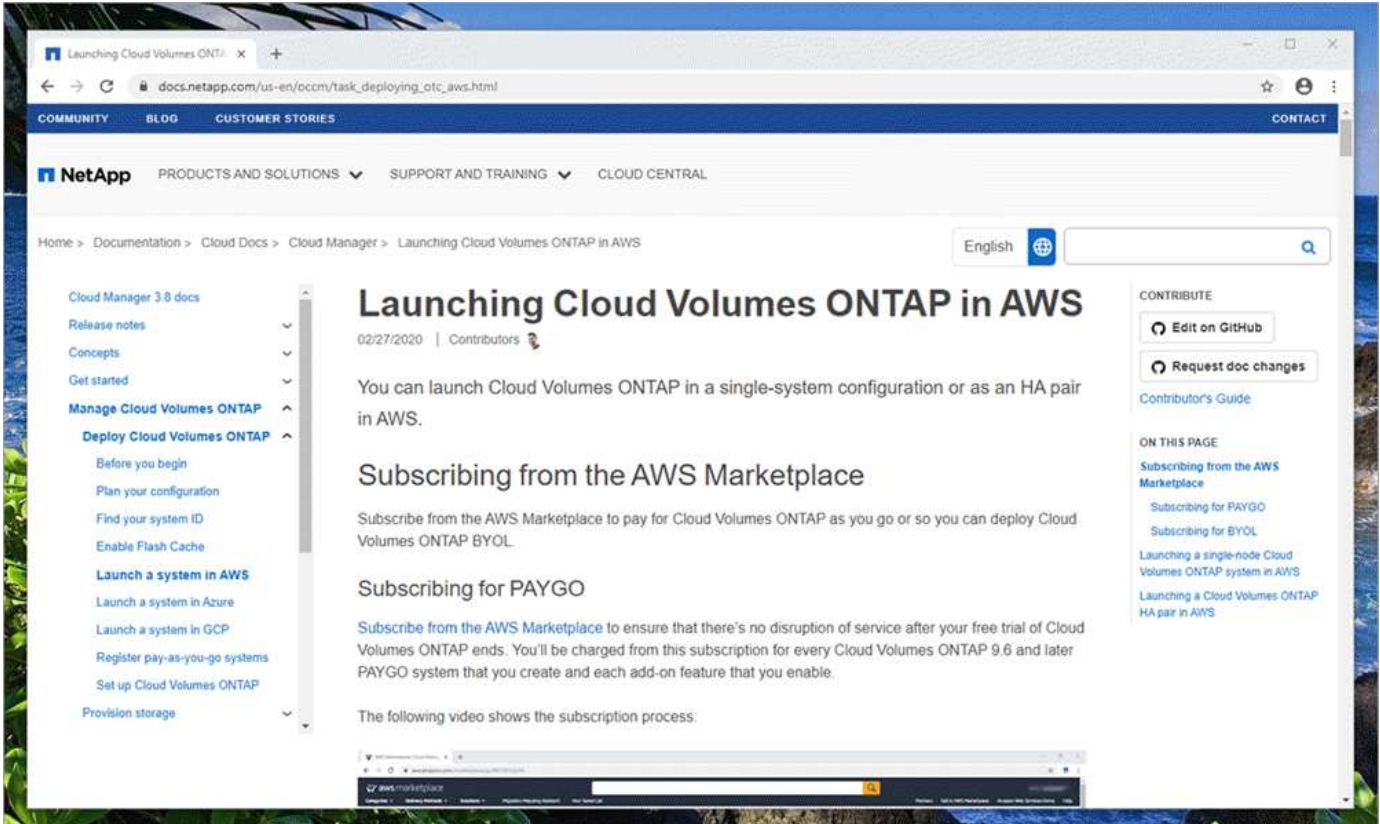 Launching Cloud Volumes ONTA
docs.netapp.com/us-en/occm/task_deploying_otc_aws.html
COMMUNITY BLOG CUSTOMER STORIES CONTACT
NetApp PRODUCTS AND SOLUTIONS SUPPORT AND TRAINING CLOUD CENTRAL
Home > Documentation > Cloud Docs > Cloud Manager > Launching Cloud Volumes ONTAP in AWS
English
Cloud Manager 3.8 docs
Release notes
Concepts
Get started
Manage Cloud Volumes ONTAP
Deploy Cloud Volumes ONTAP
Before you begin
Plan your configuration
Find your system ID
Enable Flash Cache
Launch a system in AWS
Launch a system in Azure
Launch a system in GCP
Register pay-as-you-go systems
Set up Cloud Volumes ONTAP
Provision storage
Launching Cloud Volumes ONTAP in AWS
02/27/2020 | Contributors
You can launch Cloud Volumes ONTAP in a single-system configuration or as an HA pair
in AWS.
Subscribing from the AWS Marketplace
Subscribe from the AWS Marketplace to pay for Cloud Volumes ONTAP as you go or so you can deploy Cloud
Volumes ONTAP BYOL.
Subscribing for PAYGO
Subscribe from the AWS Marketplace to ensure that there's no disruption of service after your free trial of Cloud
Volumes ONTAP ends. You'll be charged from this subscription for every Cloud Volumes ONTAP 9.6 and later
PAYGO system that you create and each add-on feature that you enable.
The following video shows the subscription process:
aws marketplace
CONTRIBUTE
Edit on GitHub
Request doc changes
Contributor's Guide
ON THIS PAGE
Subscribing from the AWS
Marketplace
Subscribing for PAYGO
Subscribing for BYOL
Launching a single-node Cloud
Volumes ONTAP system in AWS
Launching a Cloud Volumes ONTAP
HA pair in AWS